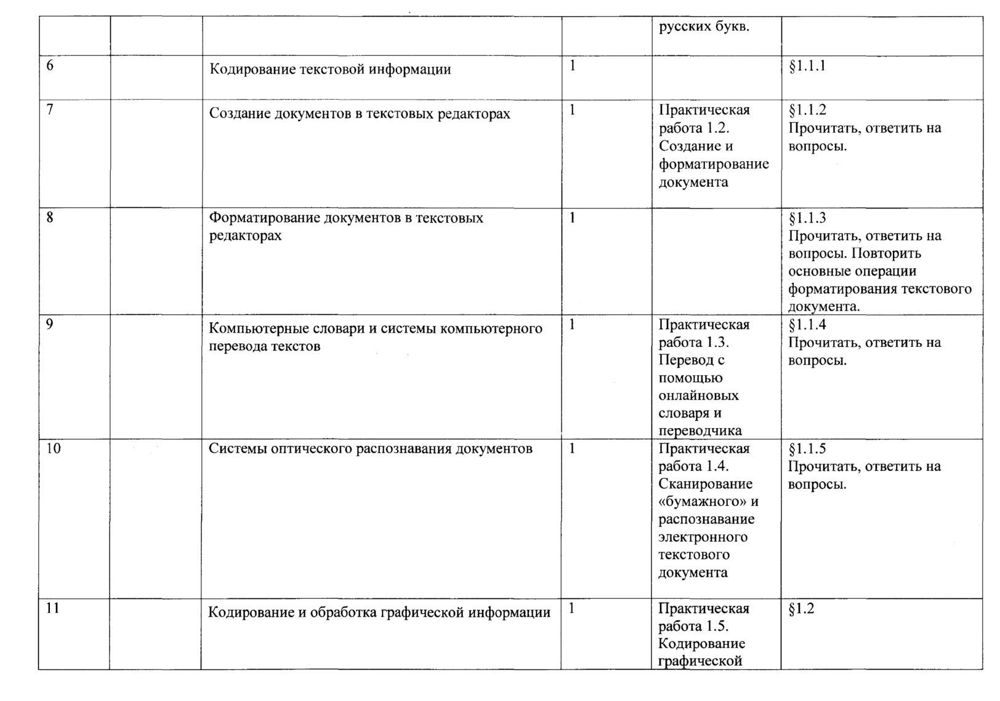 русских букв.
6
Кодирование текстовой информации
1
§1.1.1
7
Создание документов в текстовых редакторах
1
Практическая
работа 1.2.
Создание и
форматирование
документа
§1.1.2
Прочитать, ответить на
вопросы.
8
Форматирование документов в текстовых
редакторах
1
§1.1.3
Прочитать, ответить на
вопросы. Повторить
основные операции
форматирования текстового
документа.
9
Компьютерные словари и системы компьютерного
перевода текстов
1
Практическая
работа 1.3.
Перевод с
помощью
онлайновых
словаря и
переводчика
§1.1.4
Прочитать, ответить на
вопросы.
10
Системы оптического распознавания документов
1
Практическая
работа 1.4.
Сканирование
«бумажного» и
распознавание
электронного
текстового
документа
§1.1.5
Прочитать, ответить на
вопросы.
11
Кодирование и обработка графической информации
1
Практическая
работа 1.5.
Кодирование
графической
§1.2